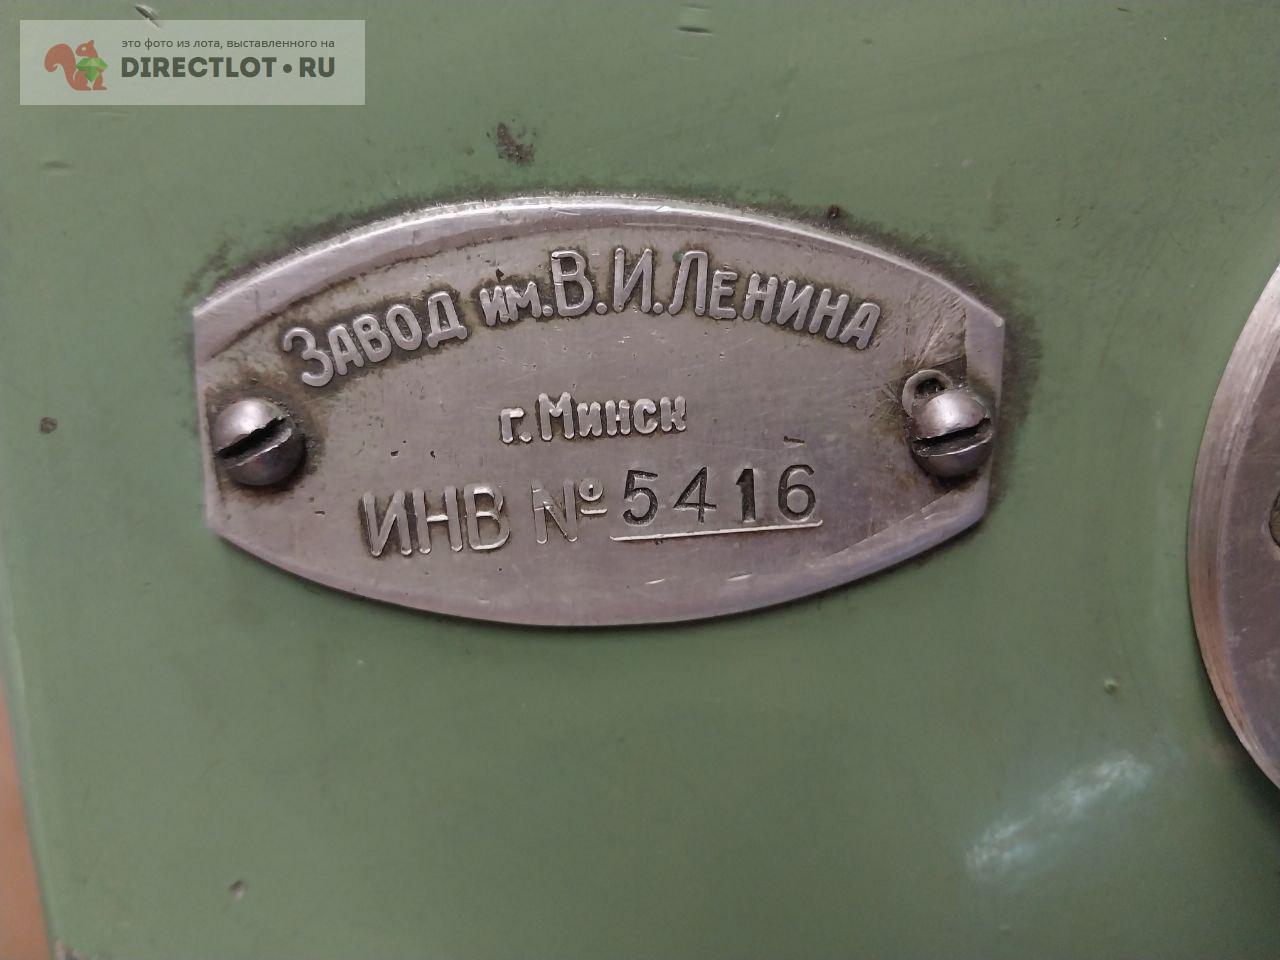 это фото из лота, выставленного на
DIRECTLOT•RU
Завод им. В.И.Ленина
г. Минск
ИНВ № 5416